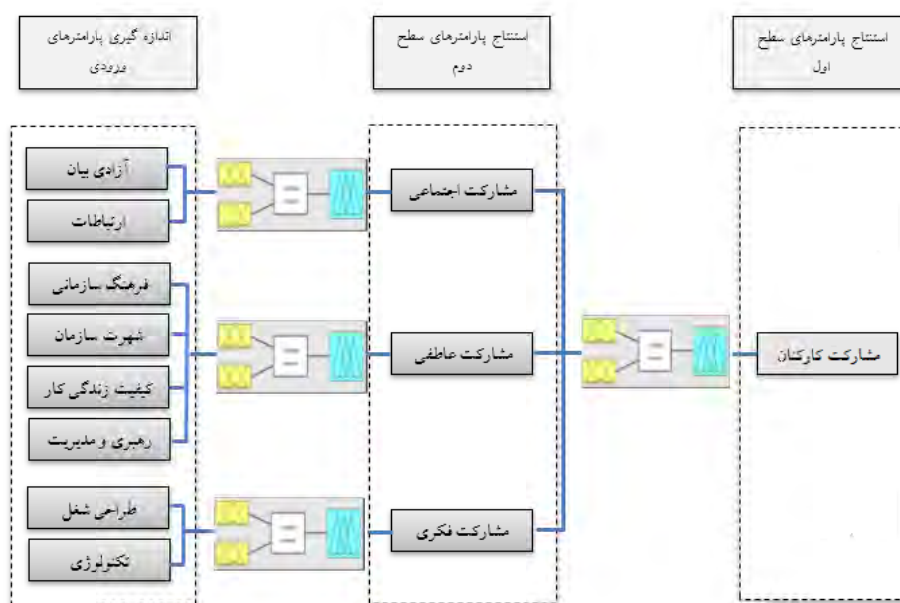 اندازه گیری پارامترهای
ورودی
استنتاج پارامترهای سطح
دوم
استنتاج پارامترهای سطح
اول
آزادی بیان
ارتباطات
فرهنگ سازمانی
شهرت سازمان
کیفیت زندگی کار
رهبری و مدیریت
طراحی شغل
تکنولوژی
مشارکت اجتماعی
مشارکت عاطفی
مشارکت فکری
مشارکت کارکنان